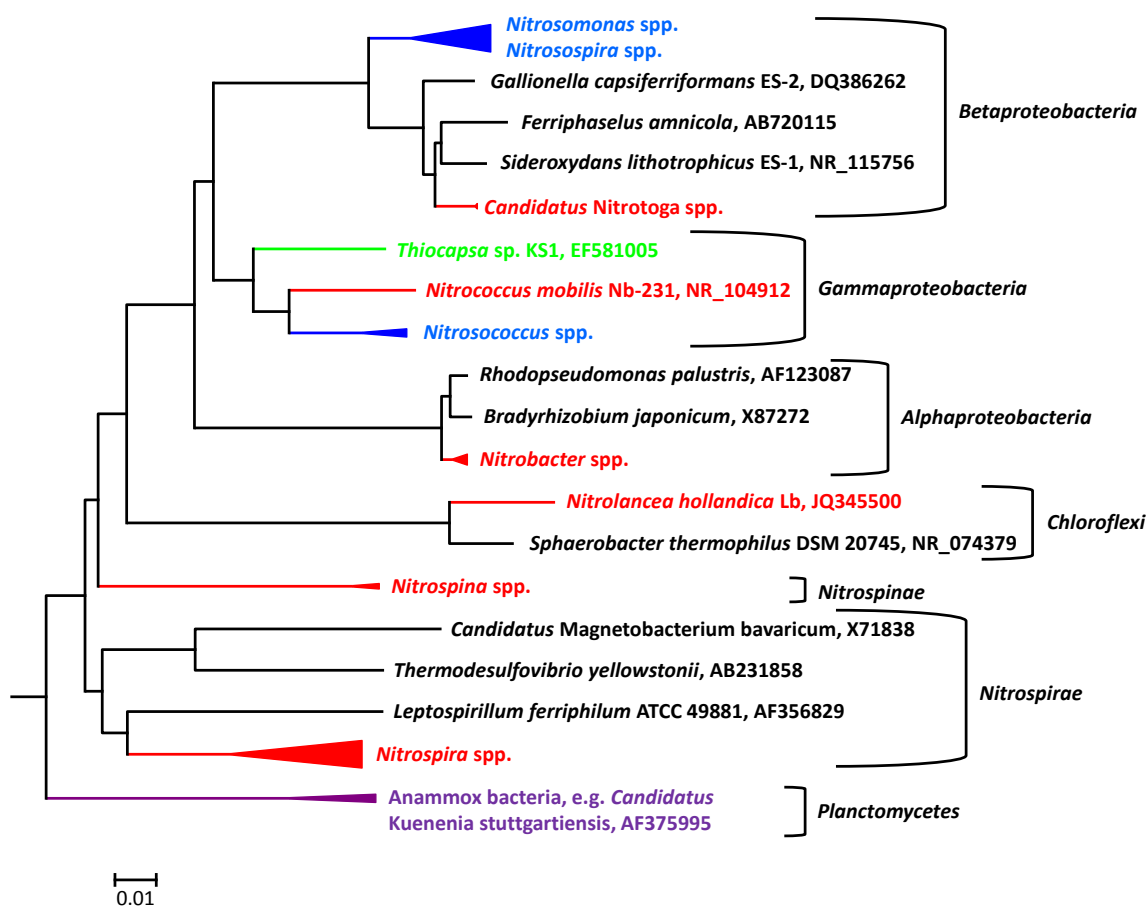 Nitrosomonas spp.
Nitrosospira spp.
Gallionella capsiferriformans ES-2, DQ386262
Betaproteobacteria
Ferriphaselus amnicola, AB720115
Sideroxydans lithotrophicus ES-1, NR_115756
Candidatus Nitrotoga spp.
Thiocapsa sp. KS1, EF581005
Nitrococcus mobilis Nb-231, NR_104912
Gammaproteobacteria
Nitrosococcus spp.
Rhodopseudomonas palustris, AF123087
Bradyrhizobium japonicum, X87272
Alphaproteobacteria
Nitrobacter spp.
Nitrolancea hollandica Lb, JQ345500
Chloroflexi
Sphaerobacter thermophilus DSM 20745, NR_074379
Nitrospina spp.
Nitrospinae
Candidatus Magnetobacterium bavaricum, X71838
Thermodesulfovibrio yellowstonii, AB231858
Nitrospirae
Leptospirillum ferriphilum ATCC 49881, AF356829
Nitrospira spp.
Anammox bacteria, e.g. Candidatus
Kuenenia stuttgartiensis, AF375995
Planctomycetes
0.01